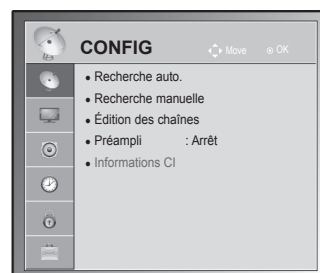 CONFIG
Move
OK
• Recherche auto.
• Recherche manuelle
• Édition des chaînes
• Préampli : Arrêt
• Informations CI